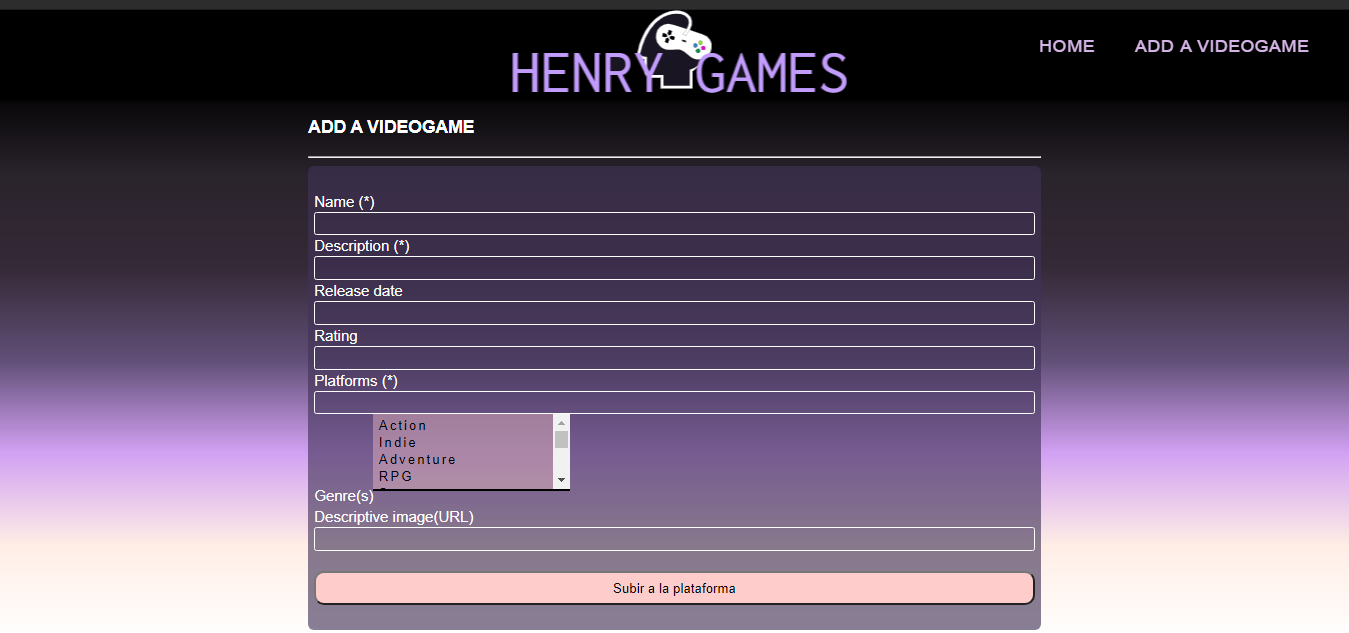 HENRY GAMES
HOME
ADD A VIDEOGAME
ADD A VIDEOGAME
Name (*)
Description (*)
Release date
Rating
Platforms (*)
Action
Indie
Adventure
RPG
Genre(s)
Descriptive image(URL)
Subir a la plataforma